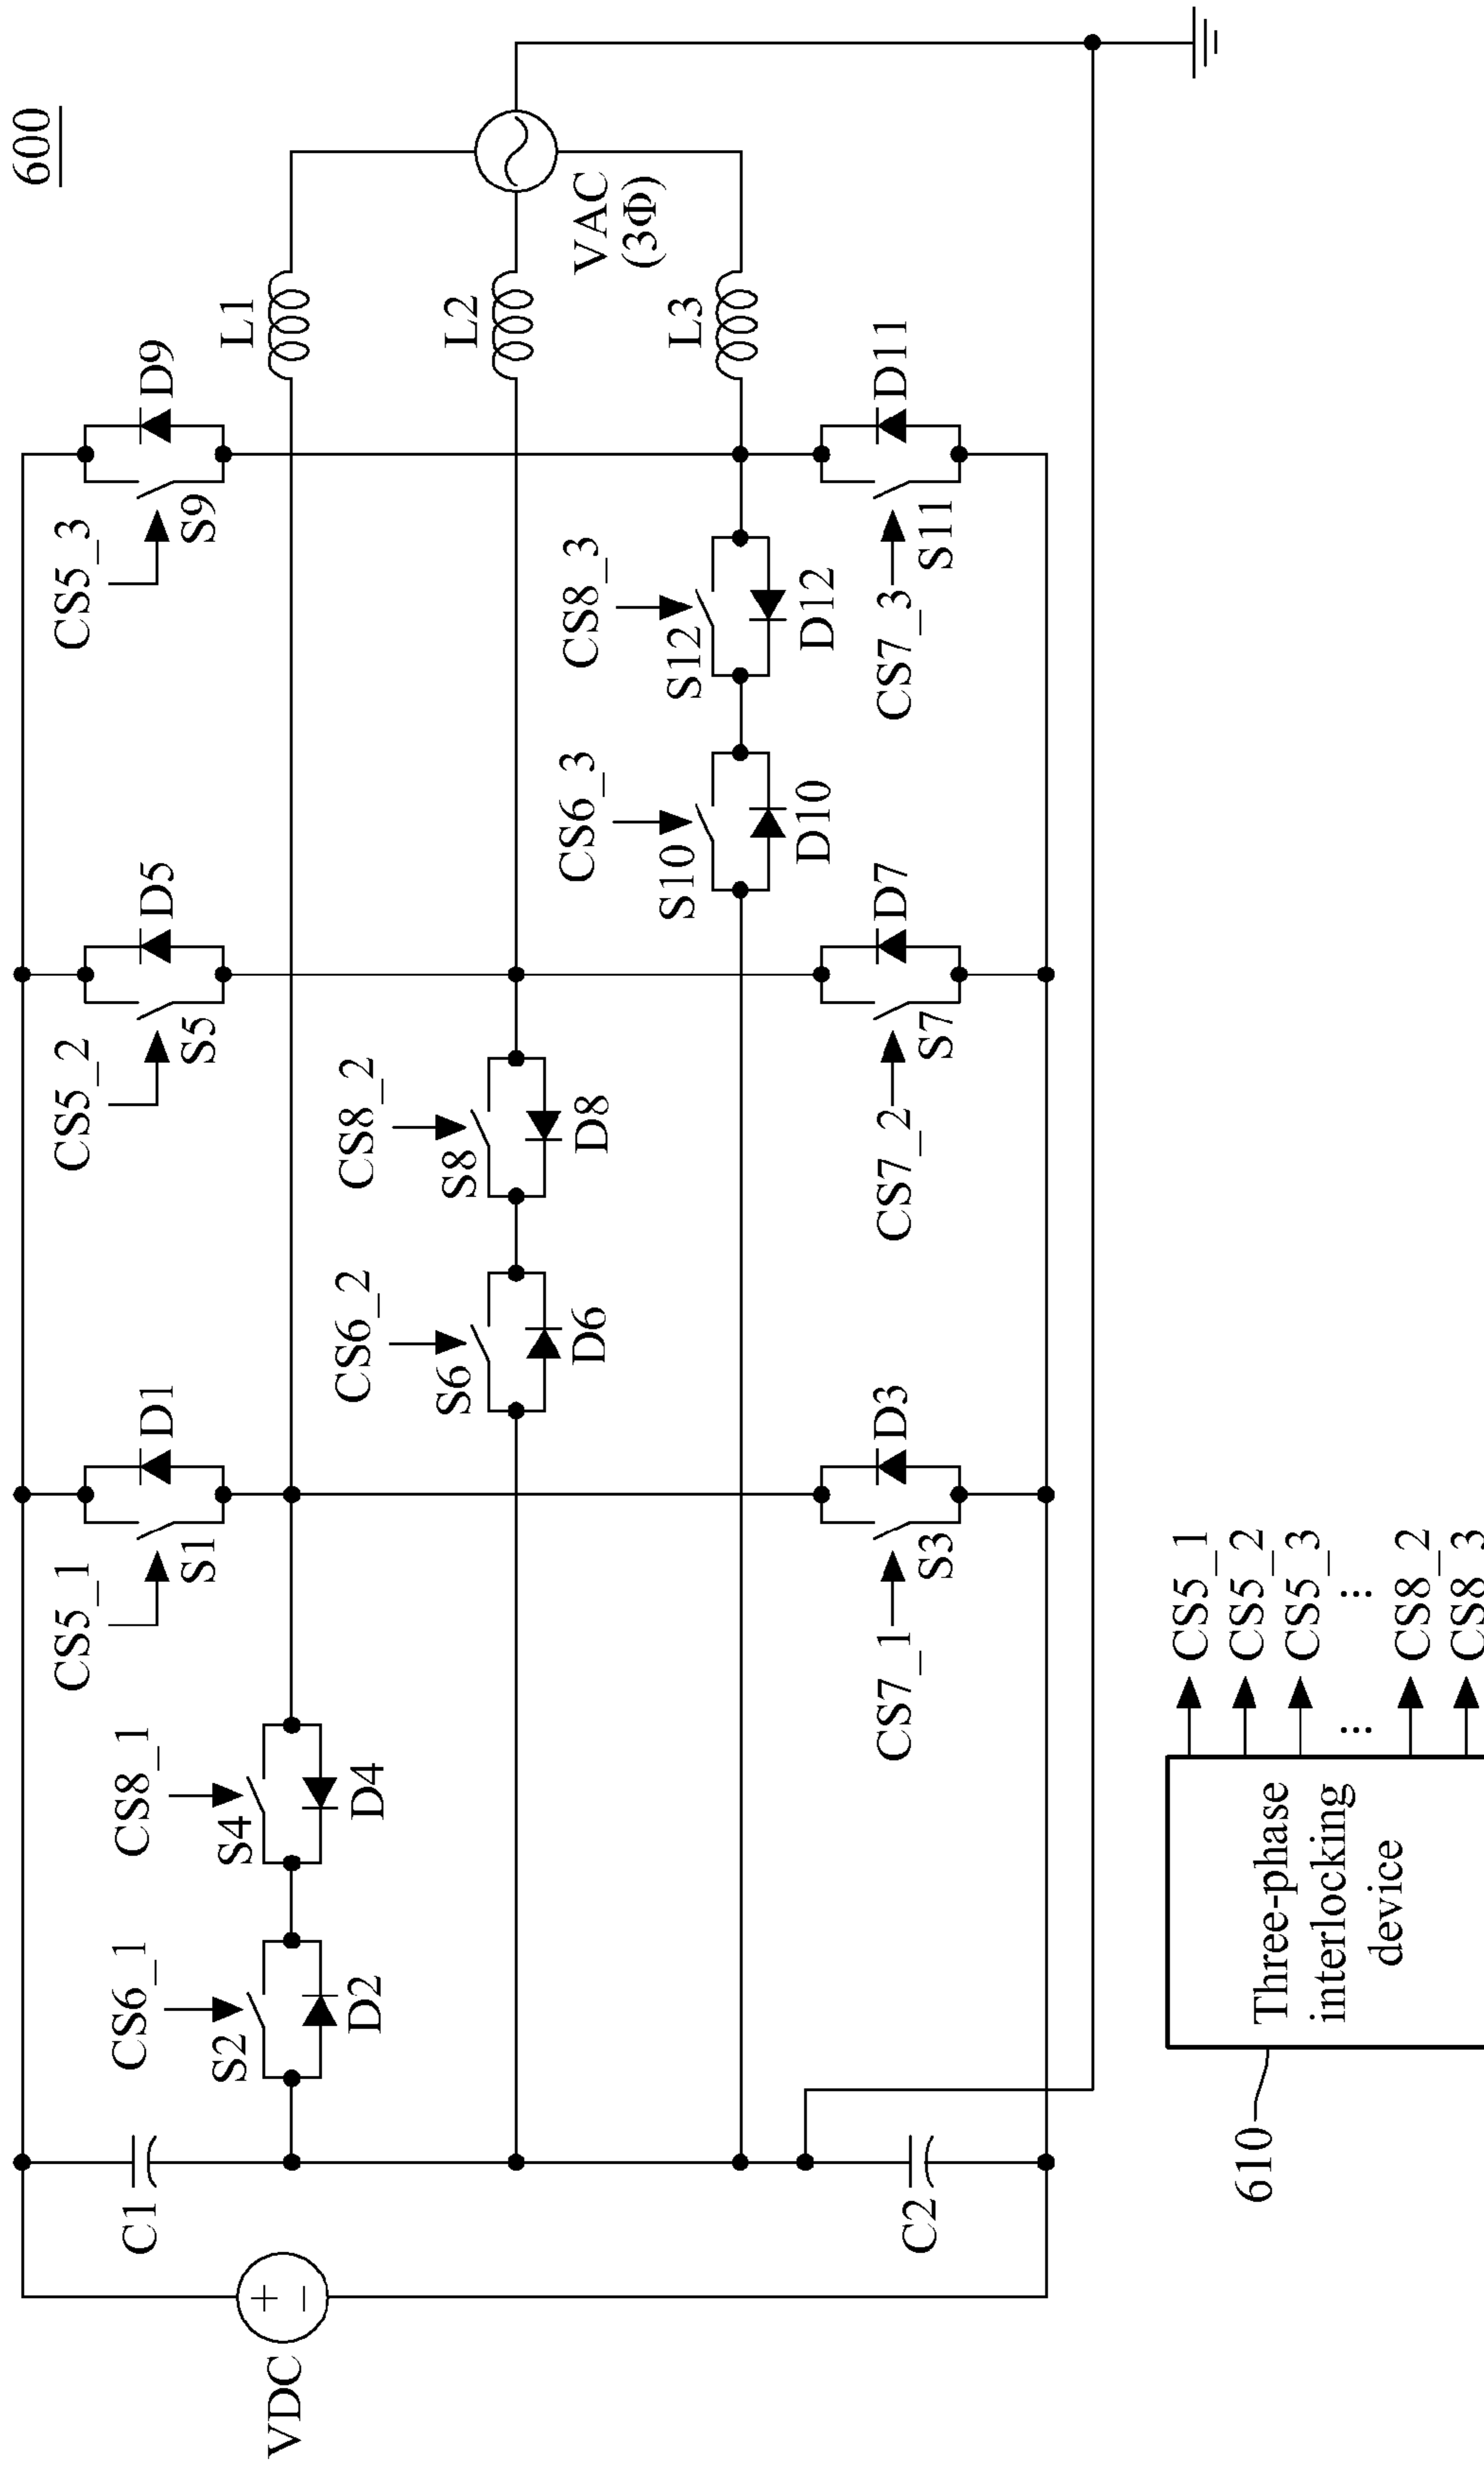 600
CS5_1
S1
D1
CS5_2
S5
D5
CS5_3
S9
D9
C1
CS6_1
S2
D2
CS8_1
S4
D4
L1
VDC
CS6_2
S6
D6
CS8_2
S8
D8
L2
VAC
(3Φ)
CS6_3
S10
D10
CS8_3
S12
D12
L3
C2
CS7_1
S3
D3
CS7_2
S7
D7
CS7_3
S11
D11
610
Three-phase
interlocking
device
CS5_1
CS5_2
CS5_3
... ...
CS8_2
CS8_3